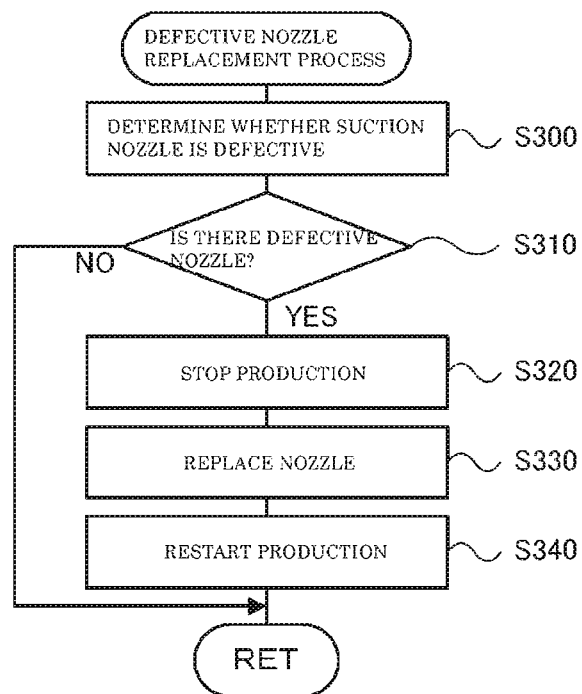 DEFECTIVE NOZZLE
REPLACEMENT PROCESS
DETERMINE WHETHER SUCTION
NOZZLE IS DEFECTIVE
S300
IS THERE DEFECTIVE
NOZZLE?
S310
NO
YES
STOP PRODUCTION
S320
REPLACE NOZZLE
S330
RESTART PRODUCTION
S340
RET